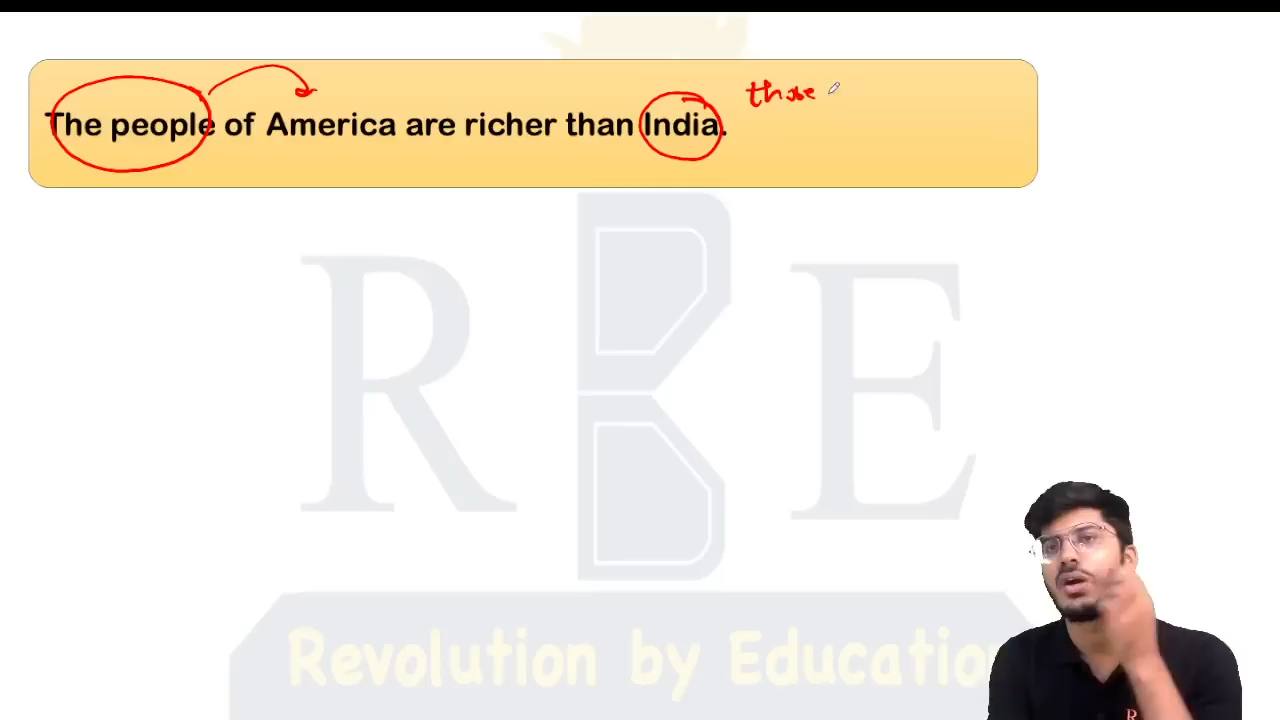 those
The people of America are richer than India.
R B E
Revolution by Education
R